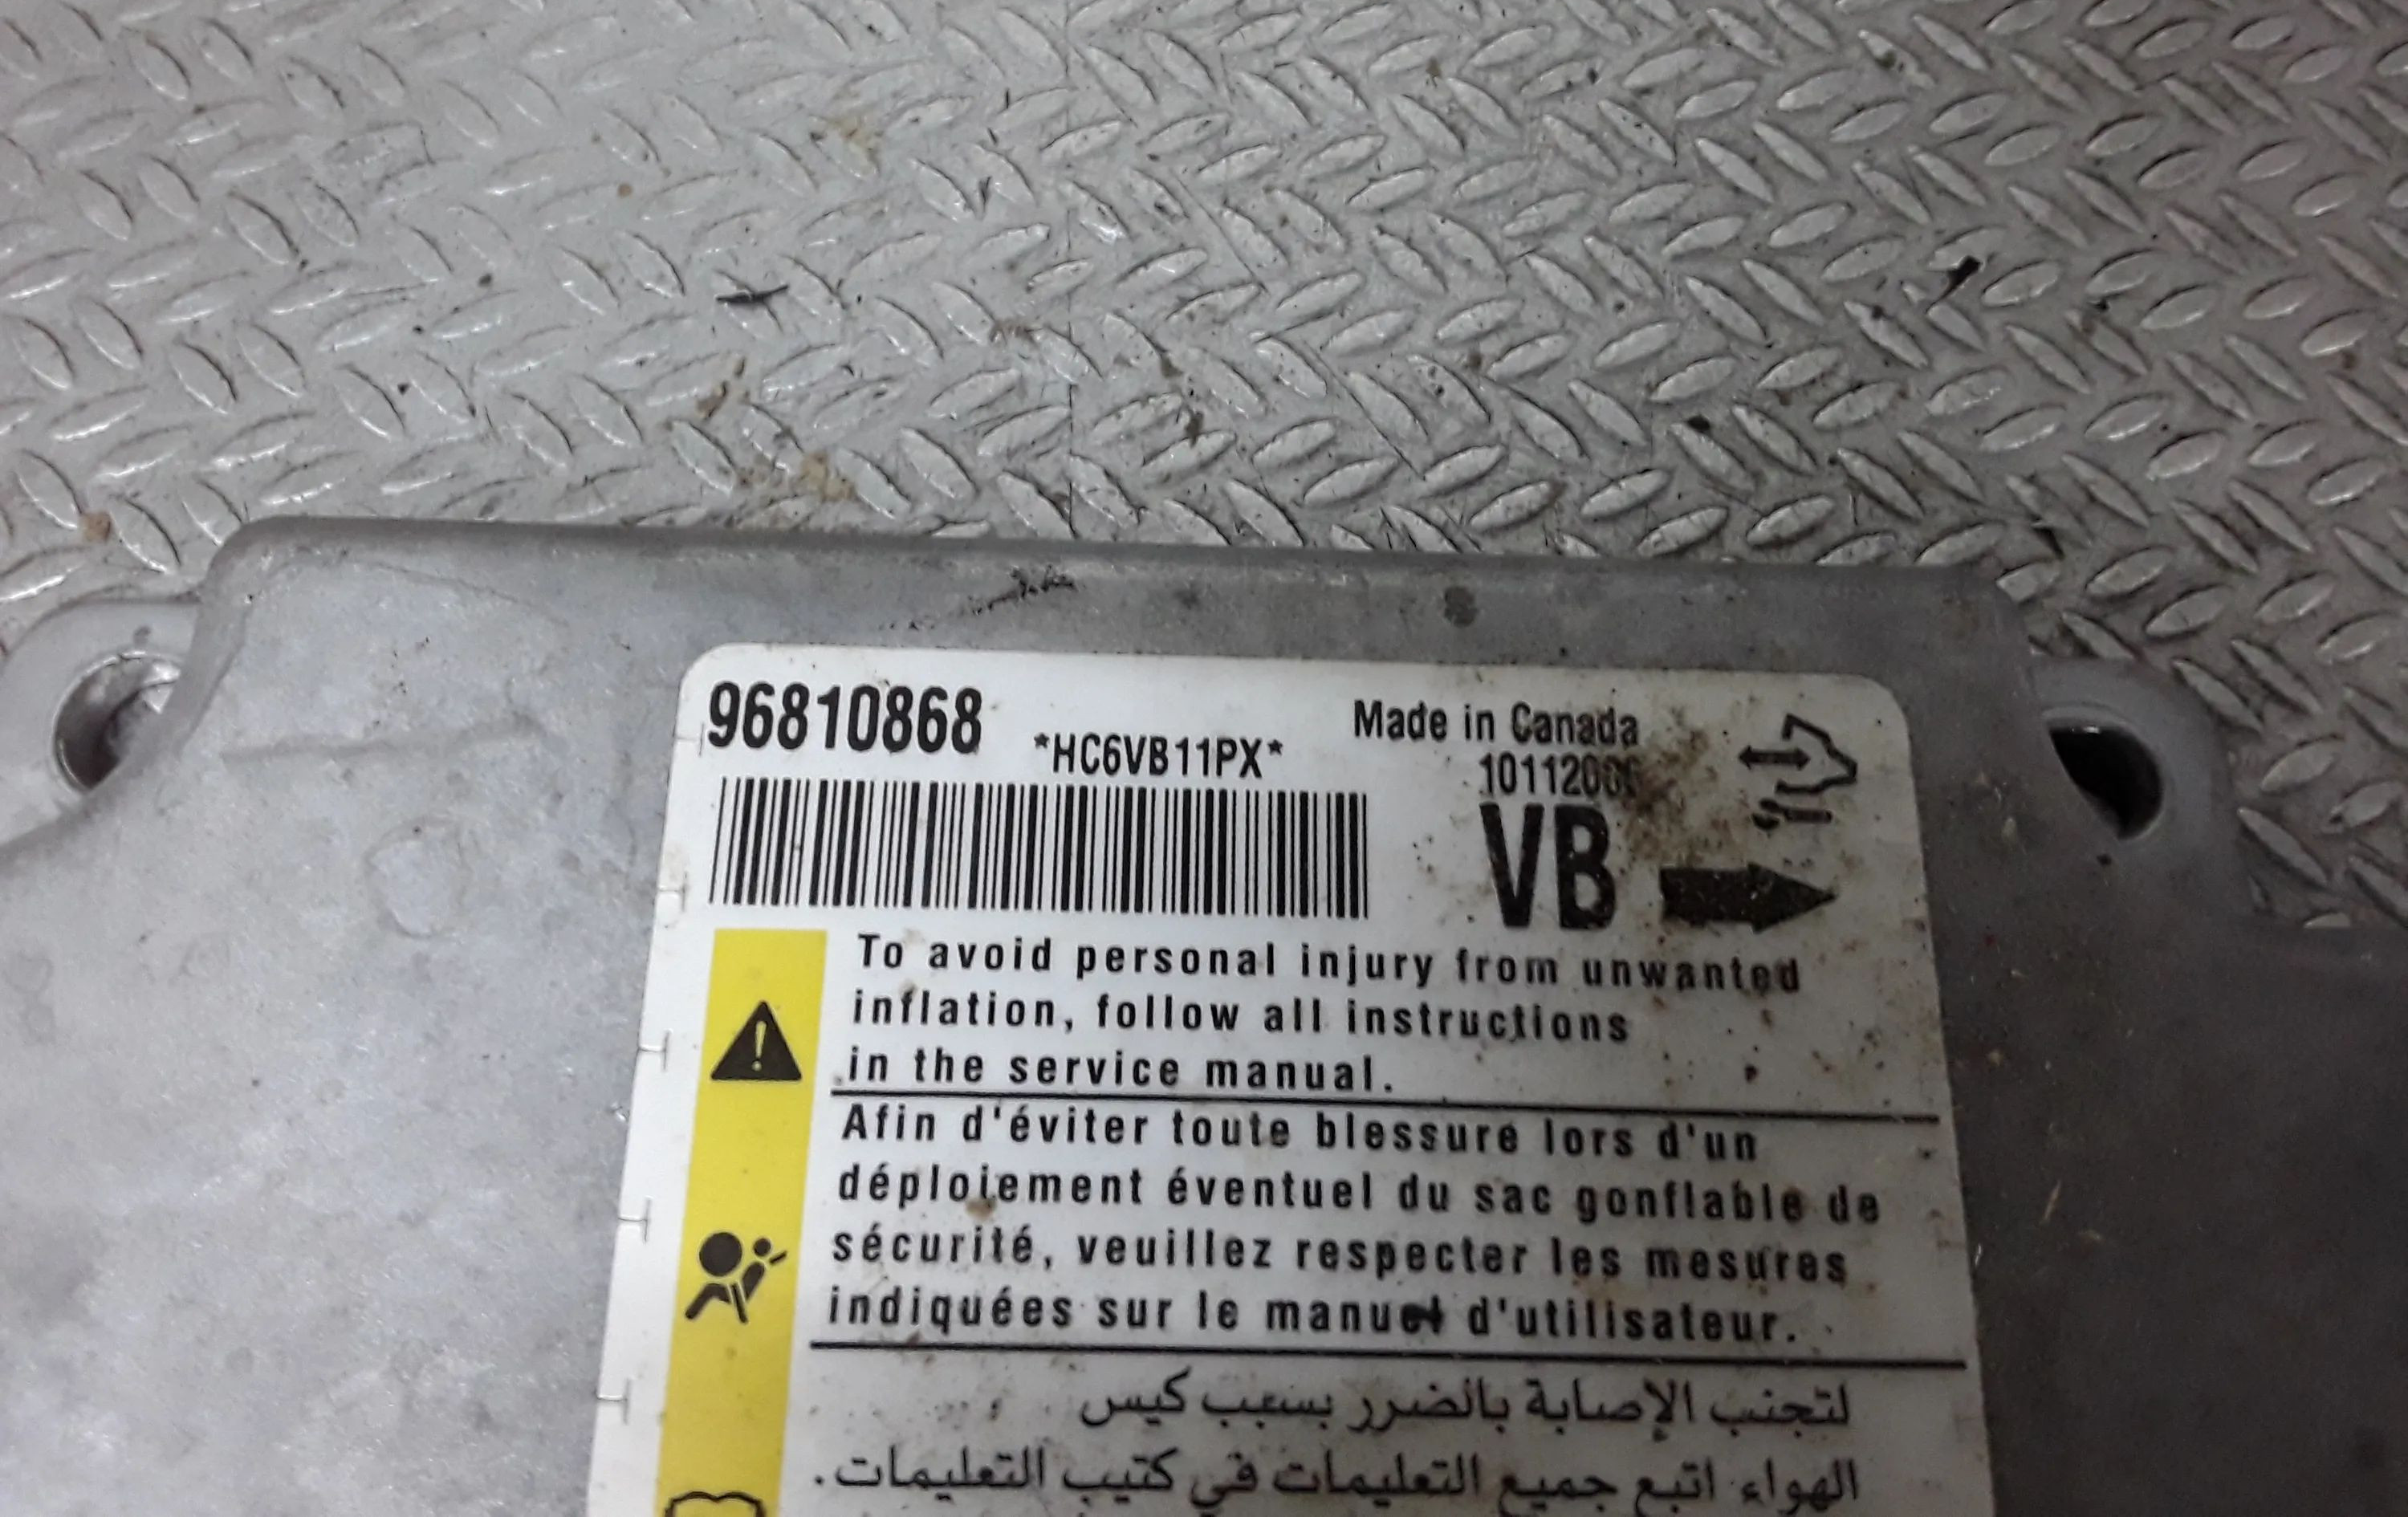 96810868
*HC6VB11PX*
Made in Canada
VB
To avoid personal injury from unwanted
inflation, follow all instructions
in the service manual.
Afin d'éviter toute blessure lors d'un
déploiement éventuel du sac gonflable de
sécurité, veuillez respecter les mesures
indiquées sur le manuel d'utilisateur.
لتجنب الإصابة بالضرر بسبب كيس
الهواء اتبع جميع التعليمات في كتيب التعليمات.